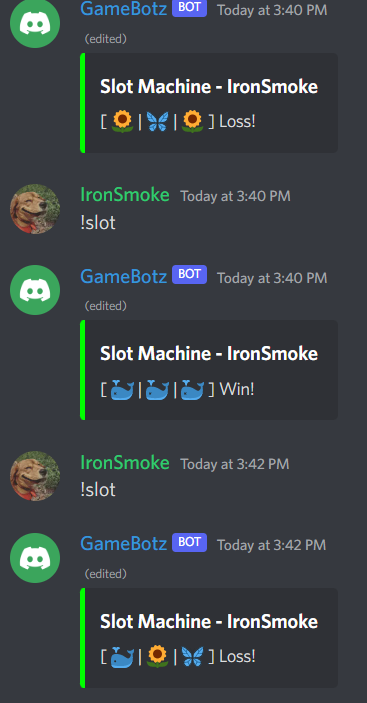 GameBotz BOT Today at 3:40 PM
(edited)
Slot Machine - IronSmoke
[ 🌻 | 🦋 | 🌻 ] Loss!
IronSmoke Today at 3:40 PM
!slot
GameBotz BOT Today at 3:40 PM
(edited)
Slot Machine - IronSmoke
[ 🐳 | 🐳 | 🐳 ] Win!
IronSmoke Today at 3:42 PM
!slot
GameBotz BOT Today at 3:42 PM
(edited)
Slot Machine - IronSmoke
[ 🐳 | 🌻 | 🦋 ] Loss!